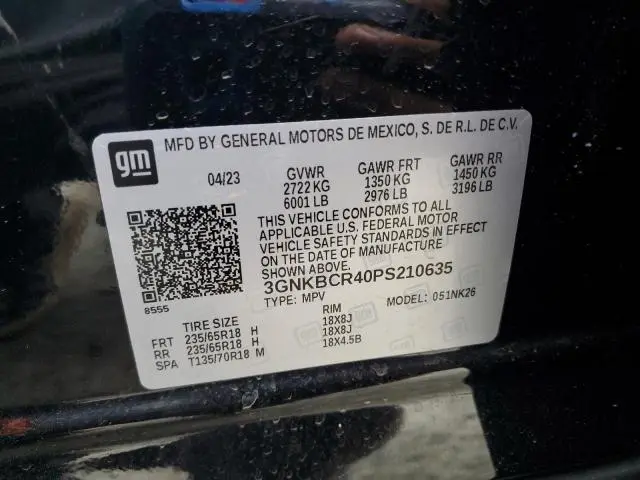 gm
MFD BY GENERAL MOTORS DE MEXICO, S. DE R.L. DE C.V.
04/23 GVWR GAWR FRT GAWR RR
2722 KG 1350 KG 1450 KG
6001 LB 2976 LB 3196 LB
THIS VEHICLE CONFORMS TO ALL
APPLICABLE U.S. FEDERAL MOTOR
VEHICLE SAFETY STANDARDS IN EFFECT
ON THE DATE OF MANUFACTURE
SHOWN ABOVE.
3GNKBCR40PS210635
8555 TYPE: MPV MODEL: 051NK26
TIRE SIZE RIM
FRT 235/65R18 H 18X8J
RR 235/65R18 H 18X8J
SPA T135/70R18 M 18X4.5B